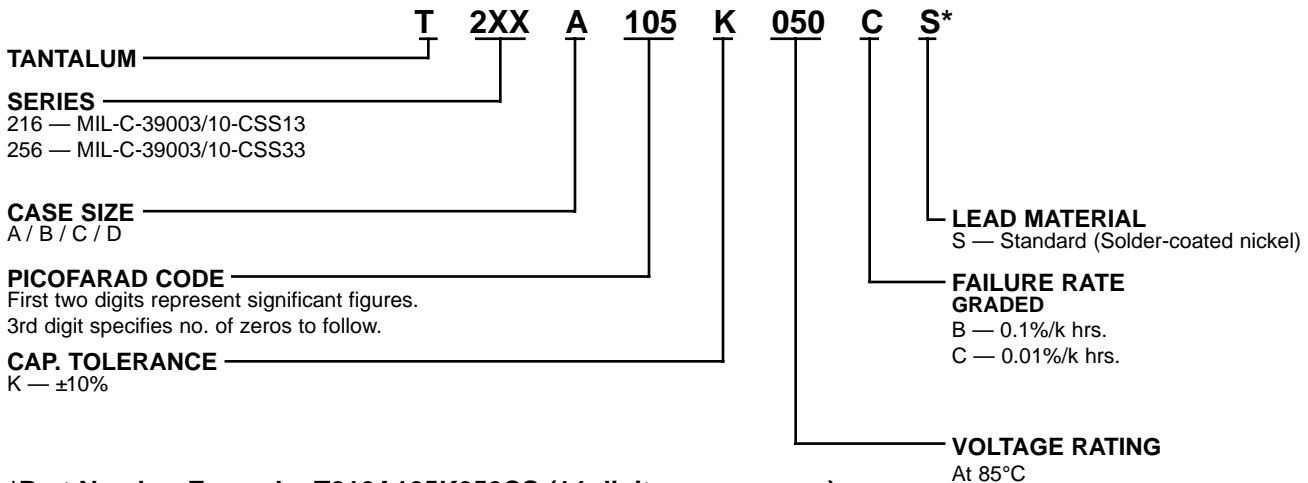 T 2XX A 105 K 050 C S*
TANTALUM
SERIES
216 — MIL-C-39003/10-CSS13
256 — MIL-C-39003/10-CSS33
CASE SIZE
A / B / C / D
PICOFARAD CODE
First two digits represent significant figures.
3rd digit specifies no. of zeros to follow.
CAP. TOLERANCE
K — ±10%
LEAD MATERIAL
S — Standard (Solder-coated nickel)
FAILURE RATE
GRADED
B — 0.1%/k hrs.
C — 0.01%/k hrs.
VOLTAGE RATING
At 85°C